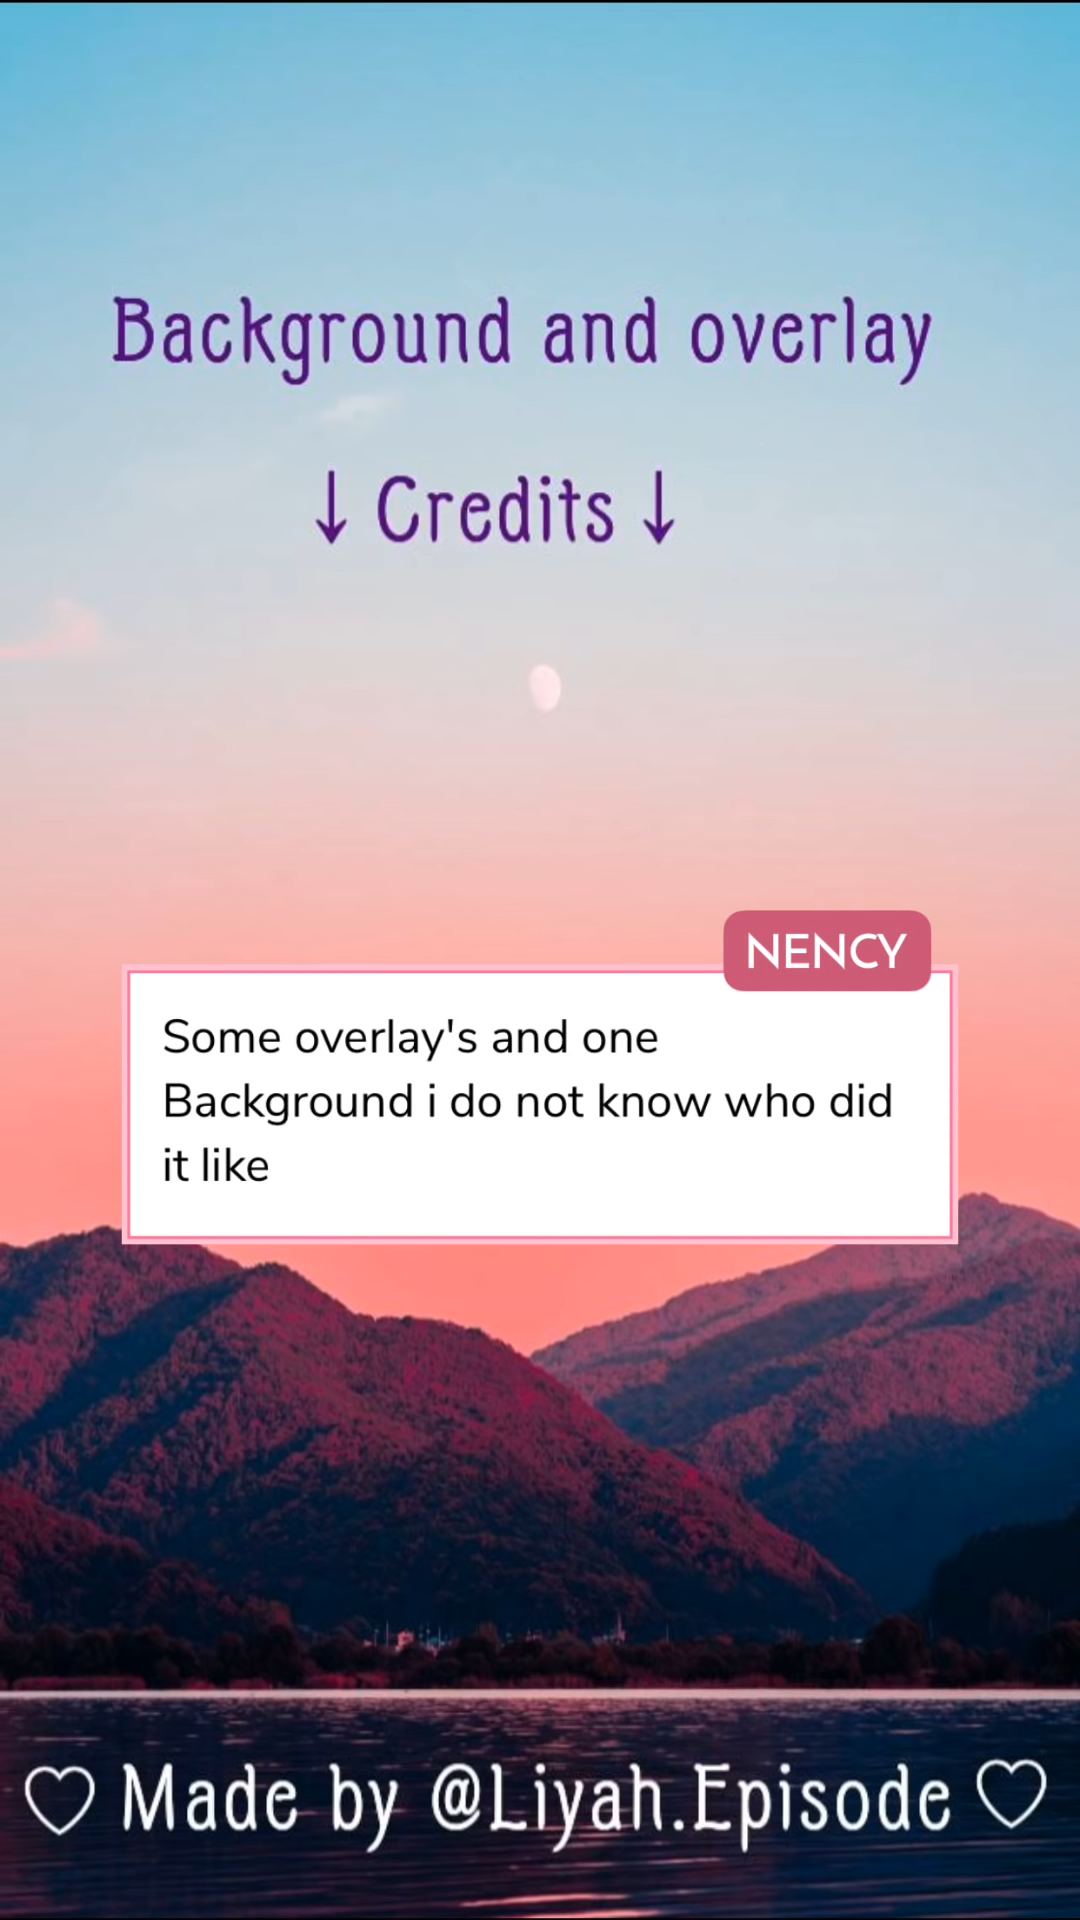 Background and overlay
↓ Credits ↓
NENCY
Some overlay's and one
Background i do not know who did
it like
♡ Made by @Liyah.Episode ♡